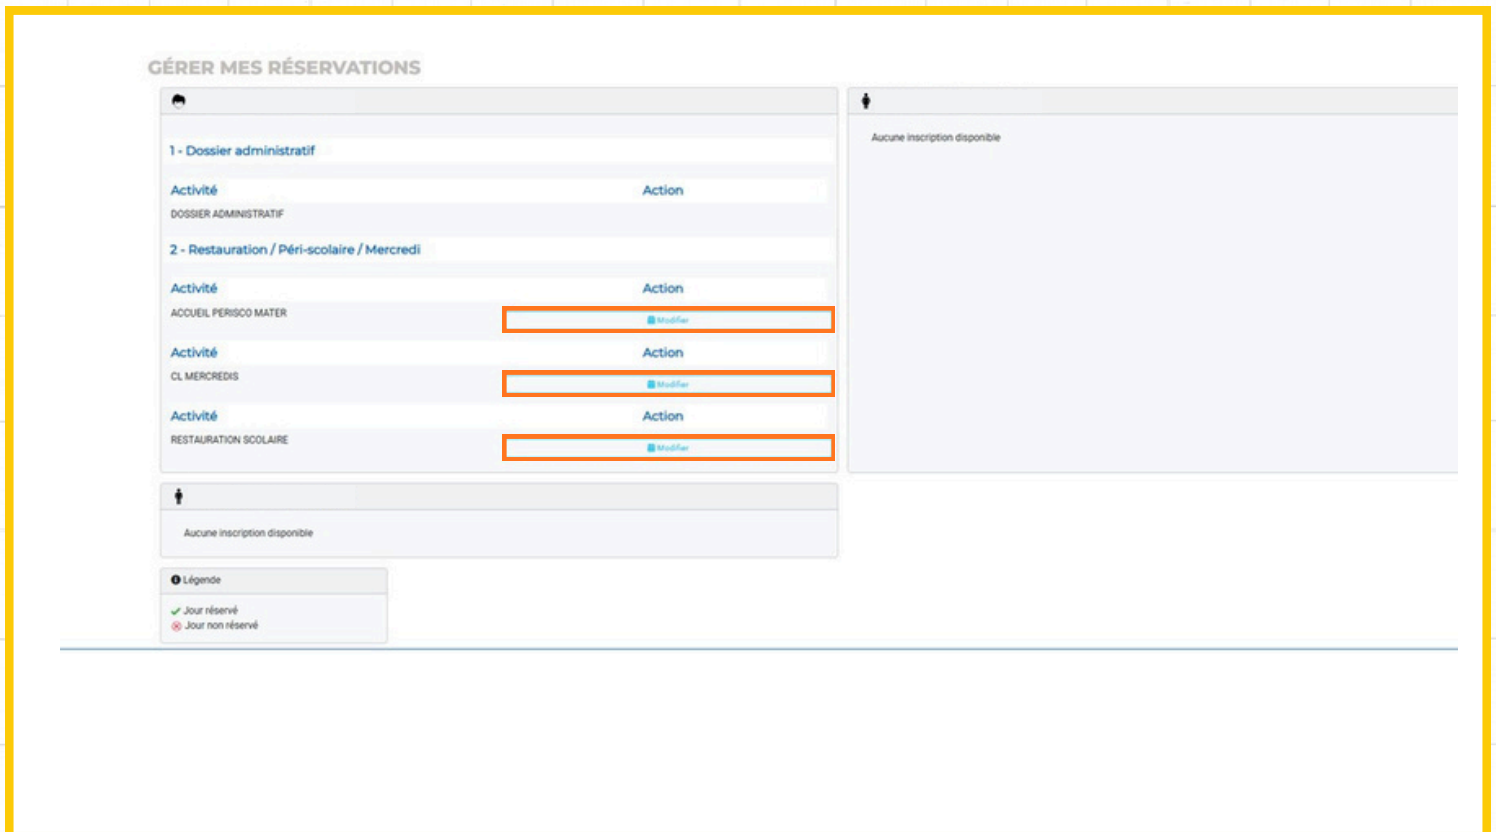 GÉRER MES RÉSERVATIONS
1 - Dossier administratif
Activité Action
DOSSIER ADMINISTRATIF
2 - Restauration / Péri-scolaire / Mercredi
Activité Action
ACCUEIL PERISCO MATER
Modifier
Activité Action
CL MERCREDIS
Modifier
Activité Action
RESTAURATION SCOLAIRE
Modifier
Aucune inscription disponible
Aucune inscription disponible
Légende
Jour réservé
Jour non réservé